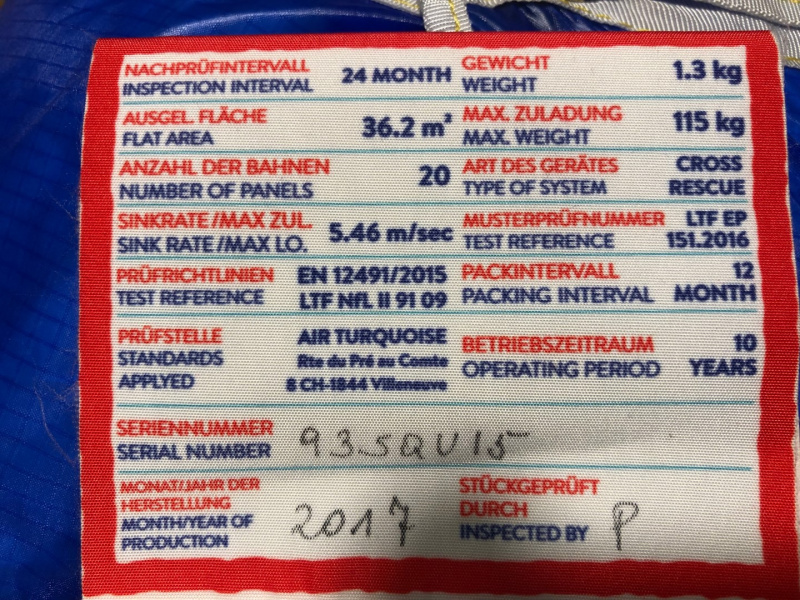 NACHPRÜFINTERVALL
INSPECTION INTERVAL
24 MONTH
GEWICHT
WEIGHT
1.3 kg
AUSGEL. FLÄCHE
FLAT AREA
36.2 m²
MAX. ZULADUNG
MAX. WEIGHT
115 kg
ANZAHL DER BAHNEN
NUMBER OF PANELS
20
ART DES GERÄTES
TYPE OF SYSTEM
CROSS
RESCUE
SINKRATE/MAX ZUL.
SINK RATE/MAX LO.
5.46 m/sec
MUSTERPRÜFNUMMER
TEST REFERENCE
LTF EP
151.2016
PRÜFRICHTLINIEN
TEST REFERENCE
EN 12491/2015
LTF NfL II 91 09
PACKINTERVALL
PACKING INTERVAL
12
MONTH
PRÜFSTELLE
STANDARDS
APPLYED
AIR TURQUOISE
Rte du Pré au Comte
8 CH-1844 Villeneuve
BETRIEBSZEITRAUM
OPERATING PERIOD
10
YEARS
SERIENNUMMER
SERIAL NUMBER
93SQU15
MONAT/JAHR DER
HERSTELLUNG
MONTH/YEAR OF
PRODUCTION
2017
STÜCKGEPRÜFT
DURCH
INSPECTED BY
P